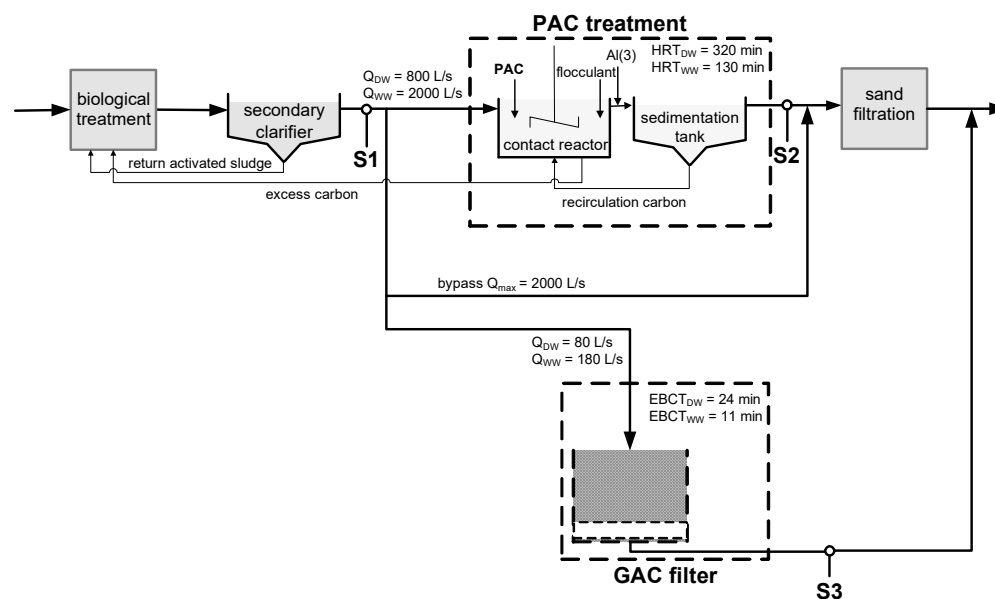 PAC treatment
Al(3)
HRT_DW = 320 min
HRT_WW = 130 min
PAC
flocculant
Q_DW = 800 L/s
Q_WW = 2000 L/s
biological
treatment
secondary
clarifier
sedimentation
tank
sand
filtration
contact reactor
S1
S2
return activated sludge
excess carbon
recirculation carbon
bypass Q_max = 2000 L/s
Q_DW = 80 L/s
Q_WW = 180 L/s
EBCT_DW = 24 min
EBCT_WW = 11 min
GAC filter
S3